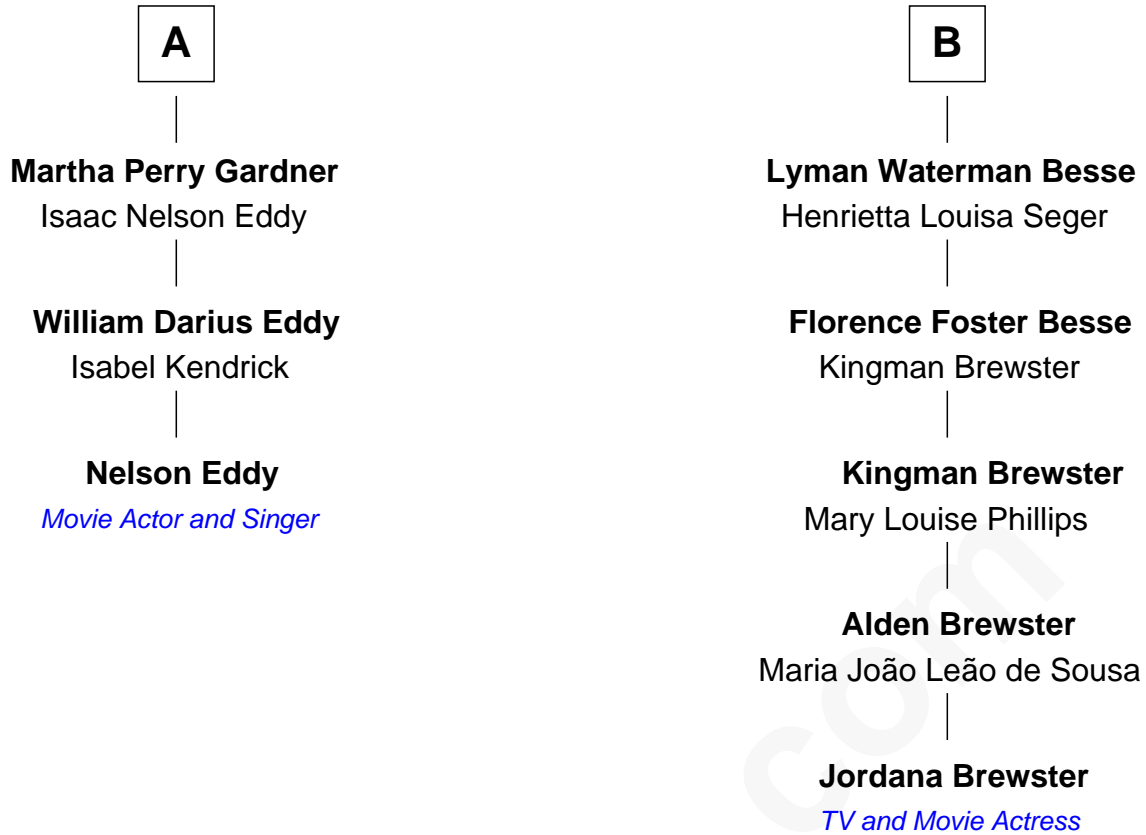 A
Martha Perry Gardner
Isaac Nelson Eddy
William Darius Eddy
Isabel Kendrick
Nelson Eddy
Movie Actor and Singer
B
Lyman Waterman Besse
Henrietta Louisa Seger
Florence Foster Besse
Kingman Brewster
Kingman Brewster
Mary Louise Phillips
Alden Brewster
Maria João Leão de Sousa
Jordana Brewster
TV and Movie Actress
com